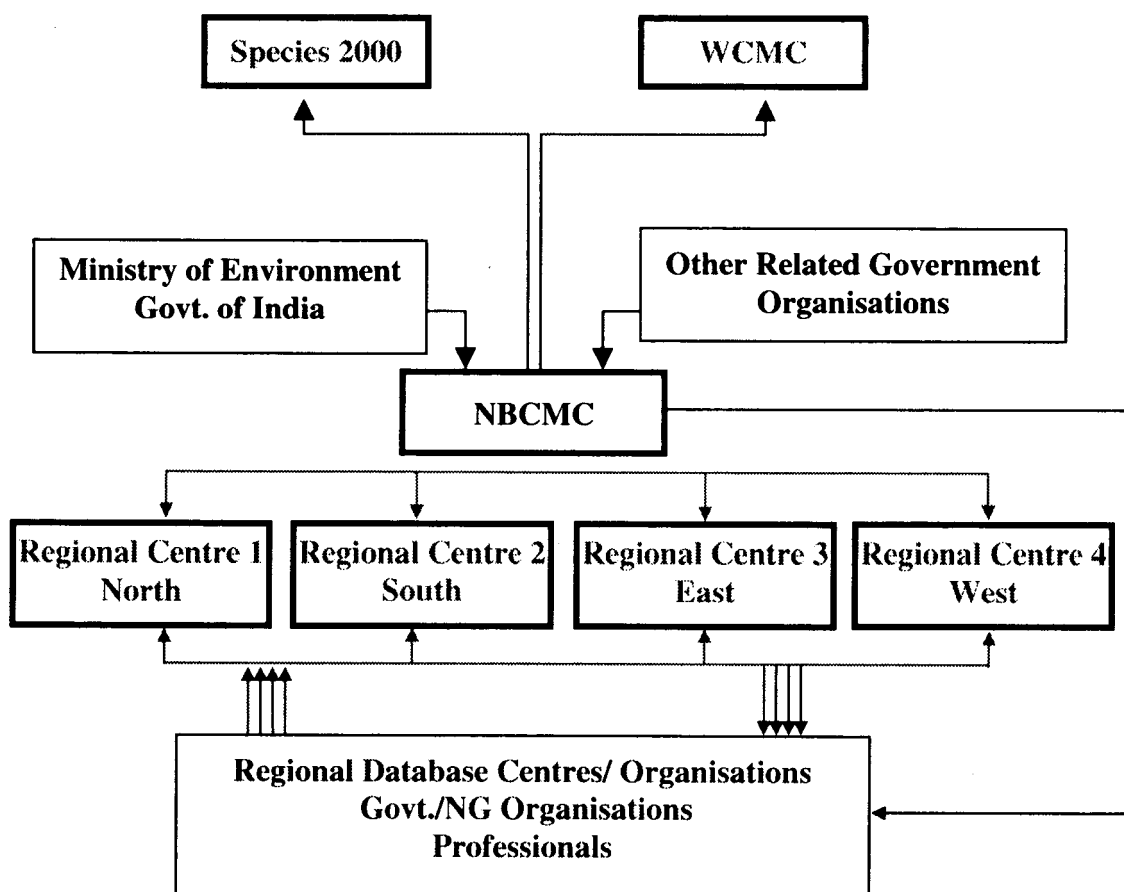 Species 2000
WCMC
Ministry of Environment
Govt. of India
Other Related Government
Organisations
NBCMC
Regional Centre 1
North
Regional Centre 2
South
Regional Centre 3
East
Regional Centre 4
West
Regional Database Centres/ Organisations
Govt./NG Organisations
Professionals